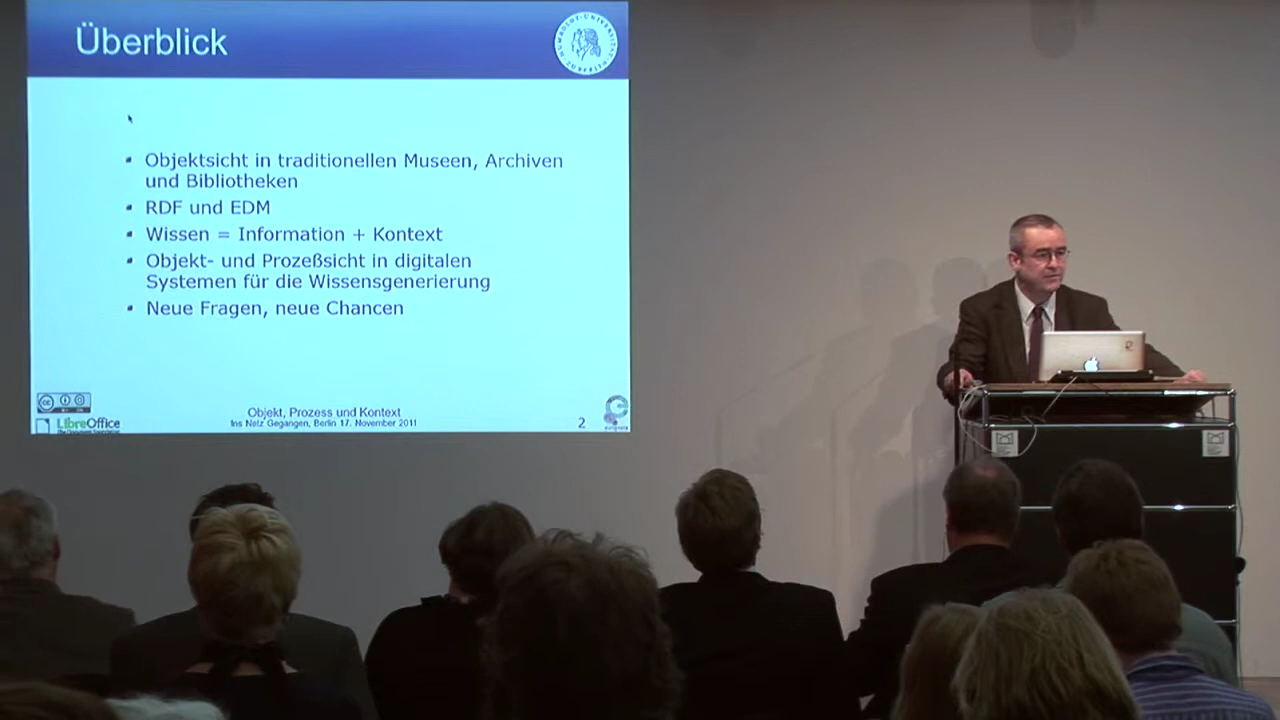 Überblick
Objektsicht in traditionellen Museen, Archiven
und Bibliotheken
RDF und EDM
Wissen = Information + Kontext
Objekt- und Prozeßsicht in digitalen
Systemen für die Wissensgenerierung
Neue Fragen, neue Chancen
Objekt, Prozess und Kontext
Ins Netz Gegangen, Berlin 17. November 2011
2
LibreOffice